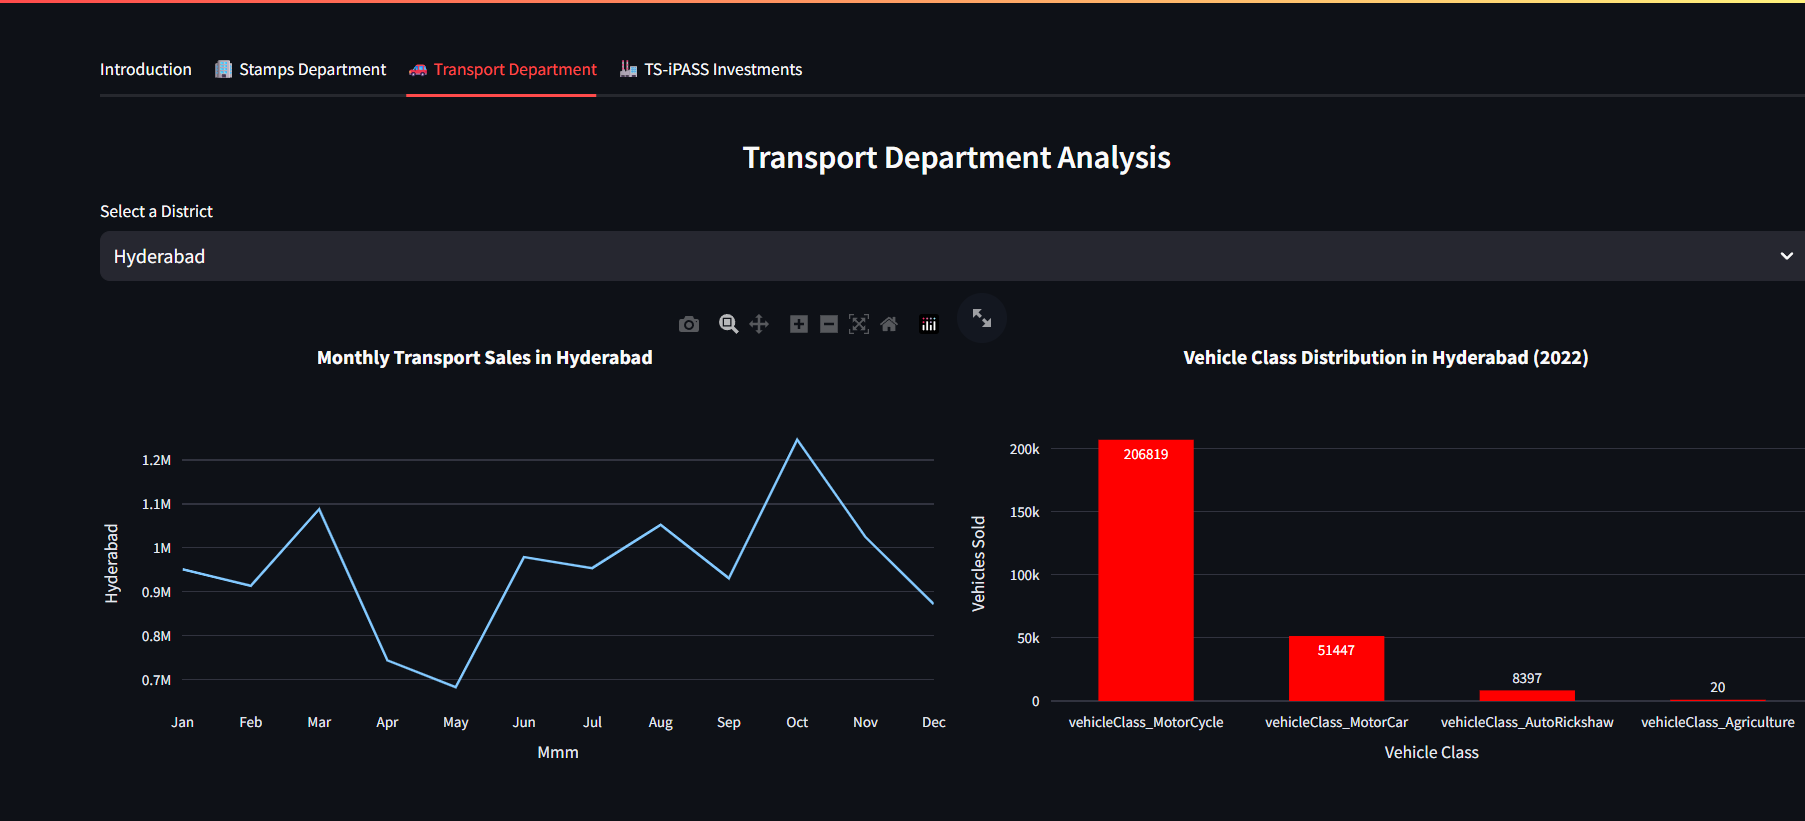 Introduction Stamps Department Transport Department TS-iPASS Investments
Transport Department Analysis
Select a District
Hyderabad
Monthly Transport Sales in Hyderabad
1.2M
1.1M
1M
0.9M
0.8M
0.7M
Hyderabad
Jan Feb Mar Apr May Jun Jul Aug Sep Oct Nov Dec
Mmm
Vehicle Class Distribution in Hyderabad (2022)
200k
150k
100k
50k
0
Vehicles Sold
206819
51447
8397
20
vehicleClass_MotorCycle vehicleClass_MotorCar vehicleClass_AutoRickshaw vehicleClass_Agriculture
Vehicle Class